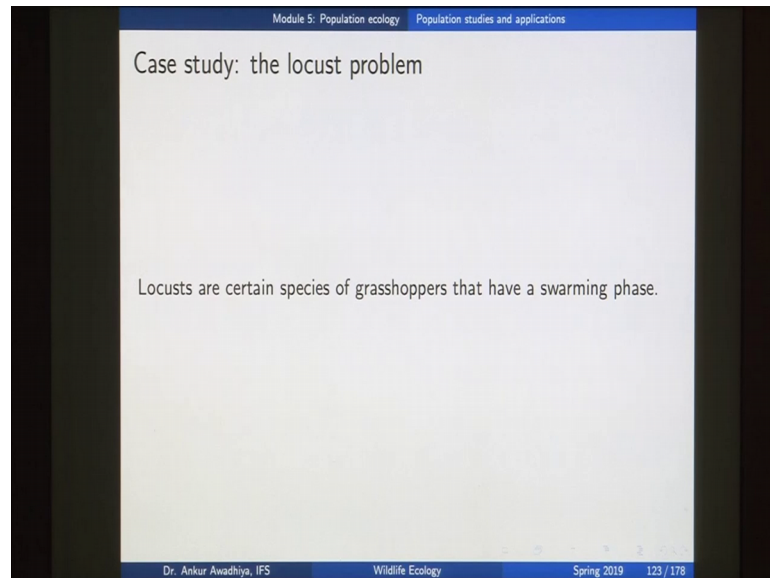 Module 5: Population ecology Population studies and applications
Case study: the locust problem
Locusts are certain species of grasshoppers that have a swarming phase.
Dr. Ankur Awadhiya, IFS Wildlife Ecology Spring 2019 123 / 178